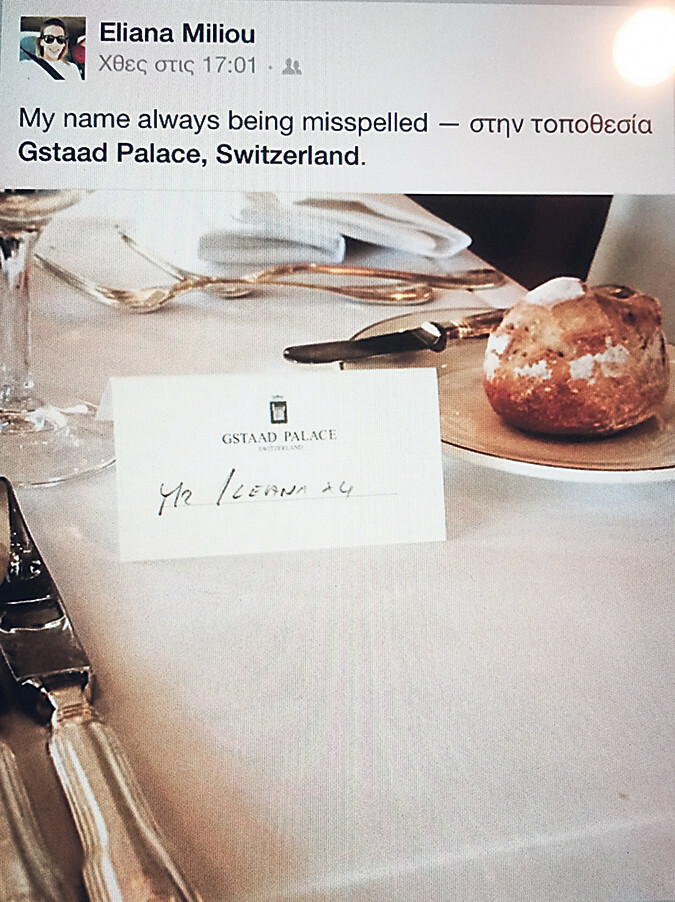 Eliana Miliou
Χθες στις 17:01 ·
My name always being misspelled — στην τοποθεσία
Gstaad Palace, Switzerland.
GSTAAD PALACE
SWITZERLAND
Mr Ileana x4